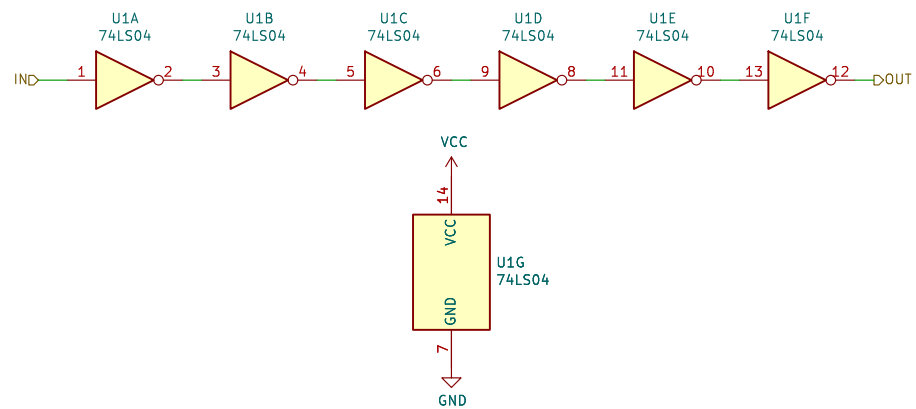 U1A U1B U1C U1D U1E U1F
74LS04 74LS04 74LS04 74LS04 74LS04 74LS04
IN 1 2 3 4 5 6 9 8 11 10 13 12 OUT
VCC
14
VCC
U1G
74LS04
GND
7
GND